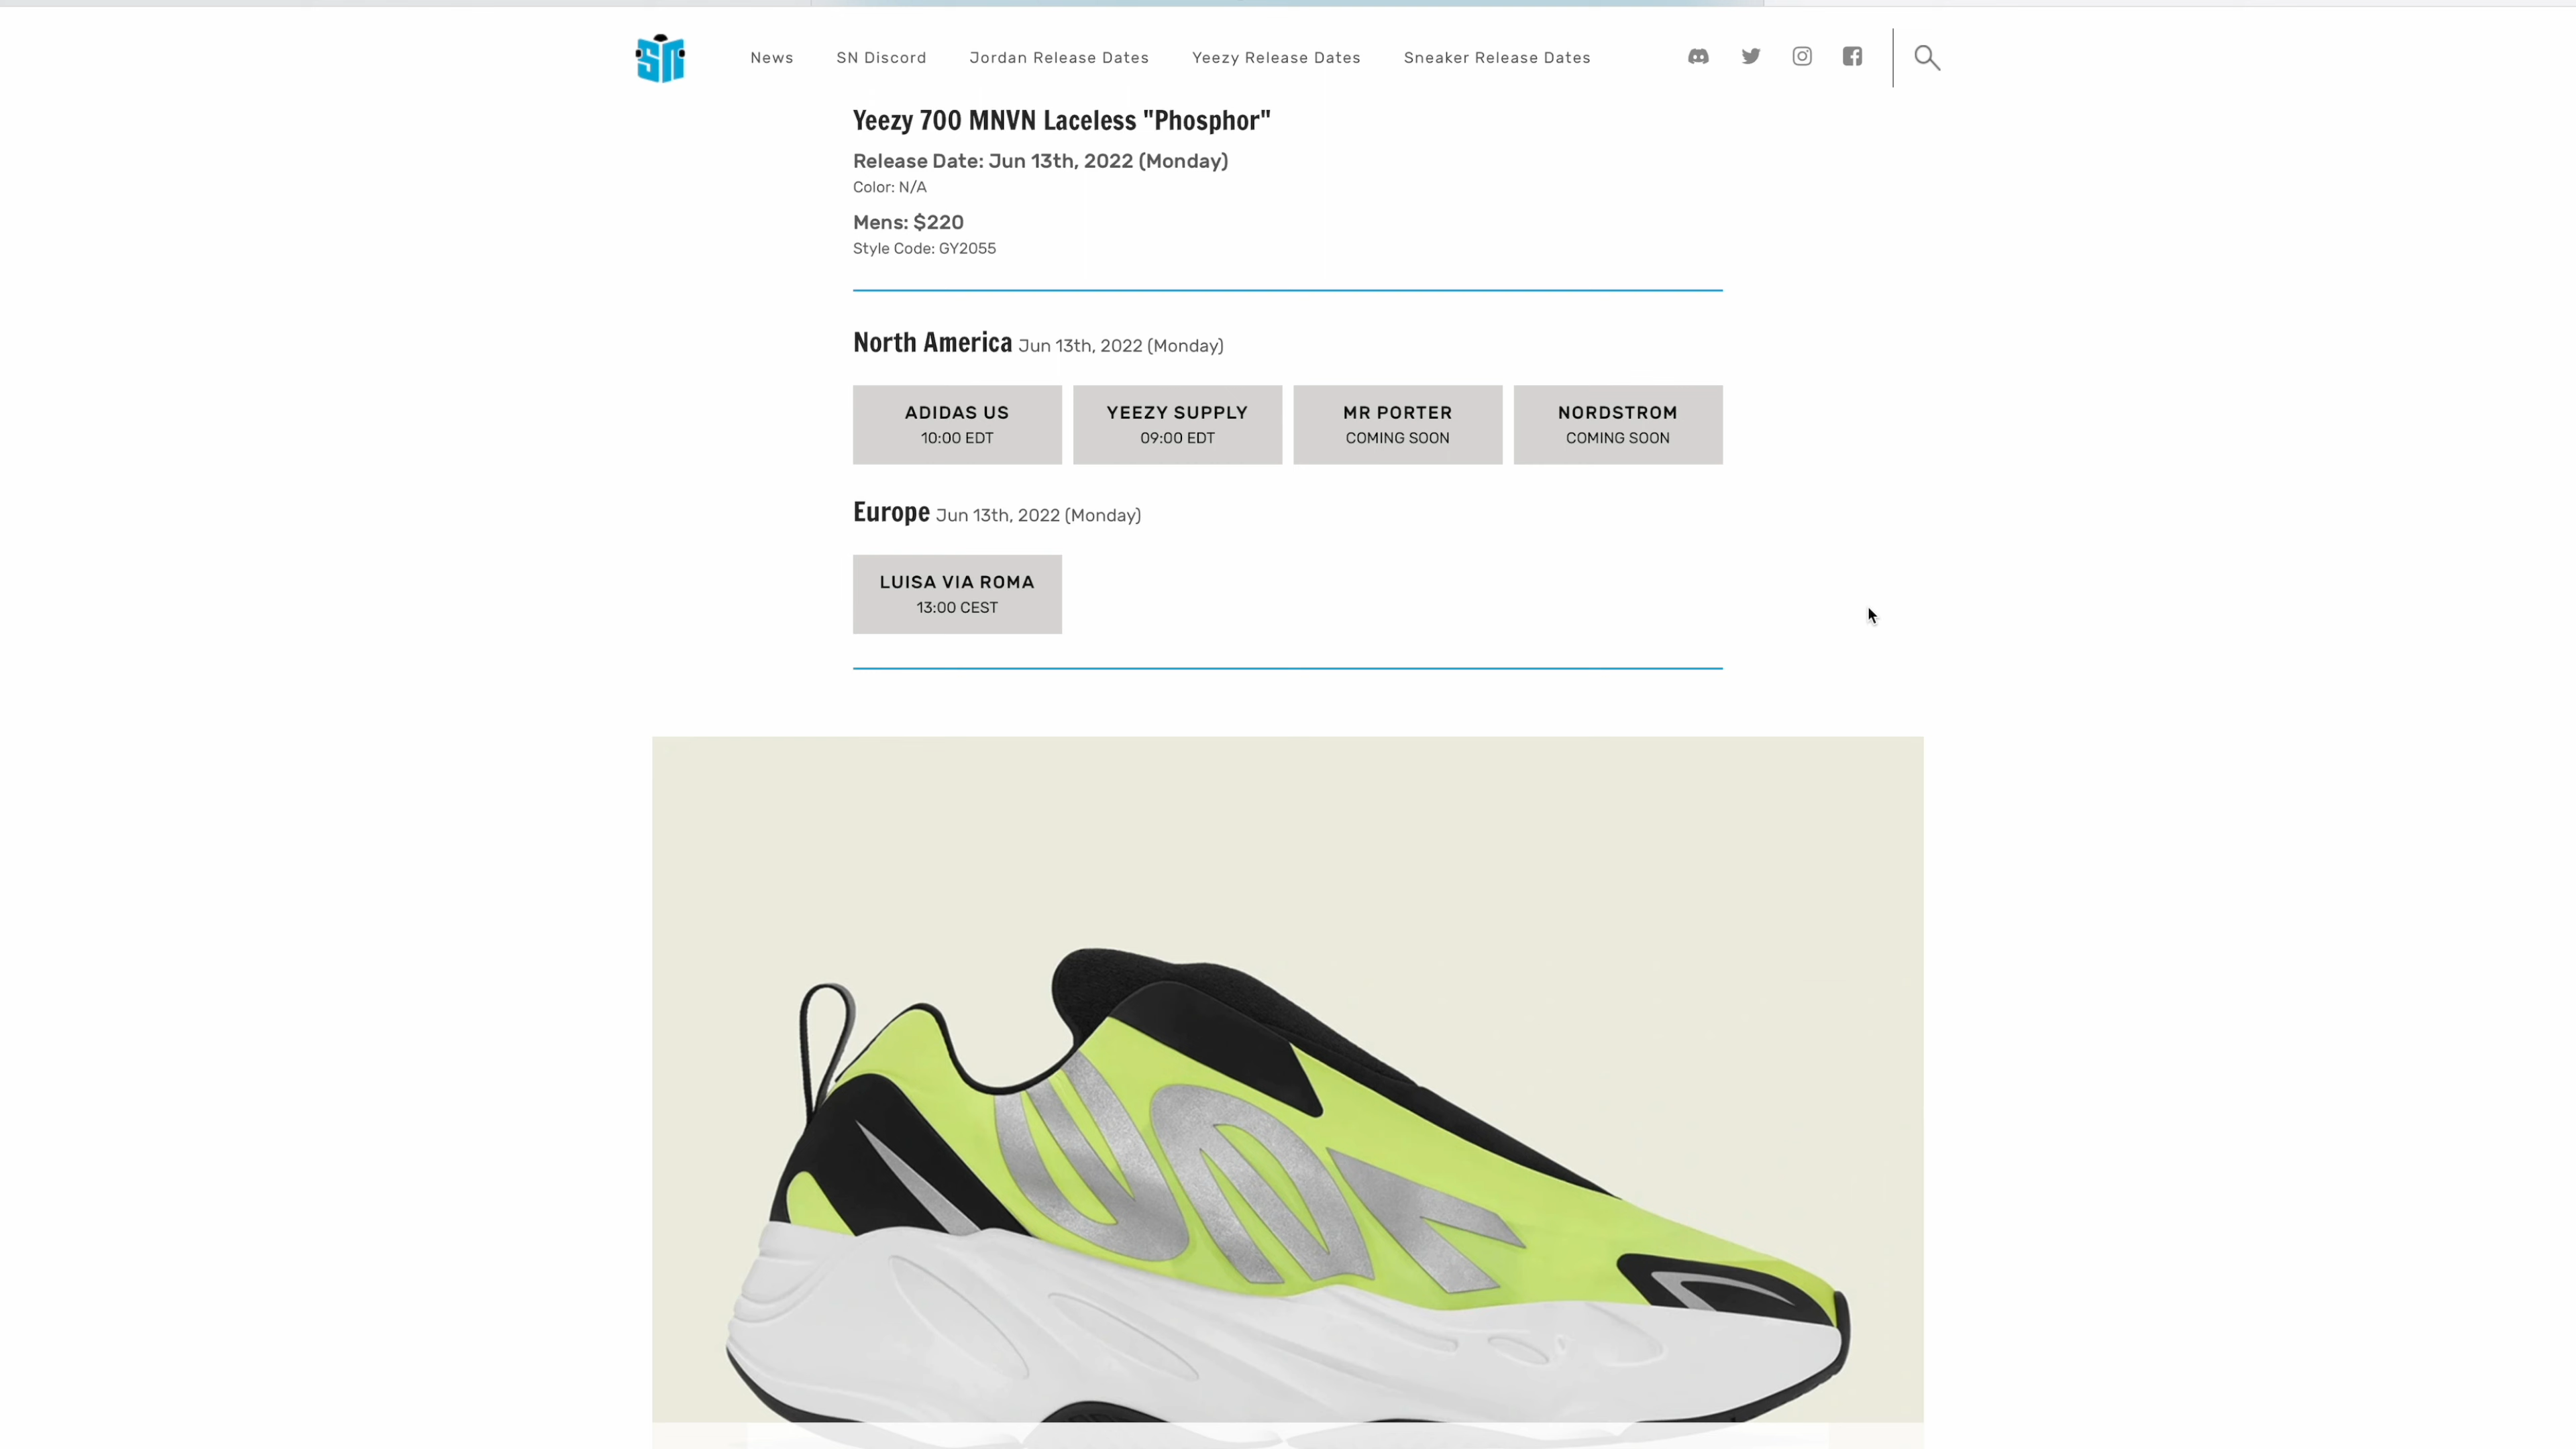 SN
News
SN Discord
Jordan Release Dates
Yeezy Release Dates
Sneaker Release Dates
Yeezy 700 MNVN Laceless "Phosphor"
Release Date: Jun 13th, 2022 (Monday)
Color: N/A
Mens: $220
Style Code: GY2055
North America Jun 13th, 2022 (Monday)
ADIDAS US
10:00 EDT
YEEZY SUPPLY
09:00 EDT
MR PORTER
COMING SOON
NORDSTROM
COMING SOON
Europe Jun 13th, 2022 (Monday)
LUISA VIA ROMA
13:00 CEST